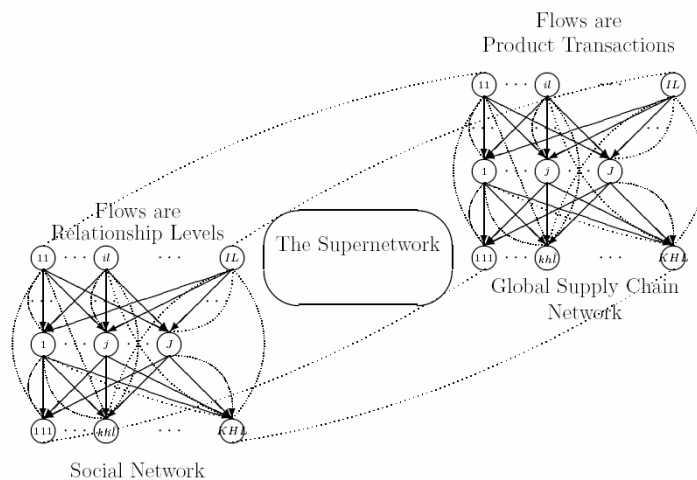 Flows are
Product Transactions
11 · · · il · · · IL
1 · · · j · · · J
111 · · · khl · · · KHL
Global Supply Chain
Network
The Supernetwork
Flows are
Relationship Levels
11 · · · il · · · IL
1 · · · j · · · J
111 · · · khl · · · KHL
Social Network